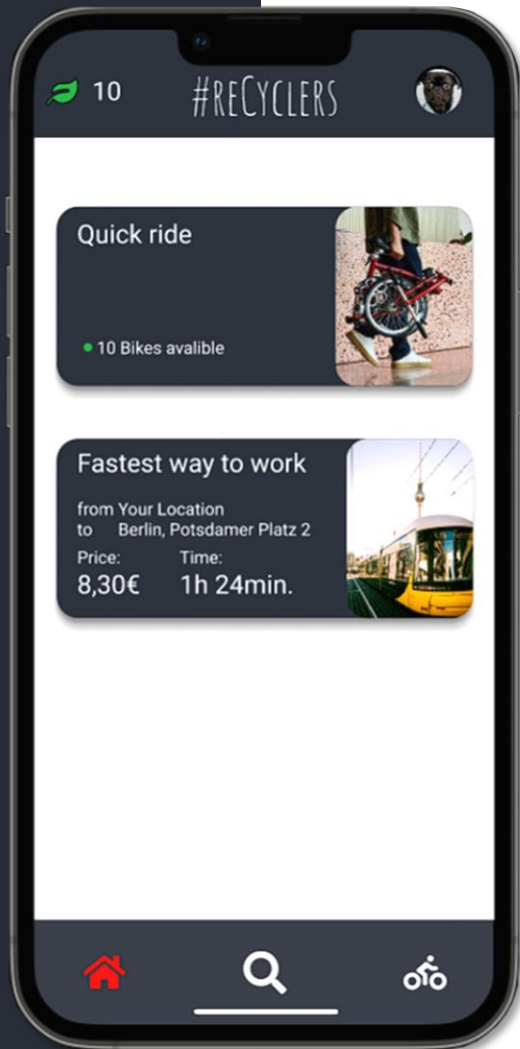 10
#reCyclers
Quick ride
10 Bikes avalible
Fastest way to work
from Your Location
to Berlin, Potsdamer Platz 2
Price: Time:
8,30€ 1h 24min.